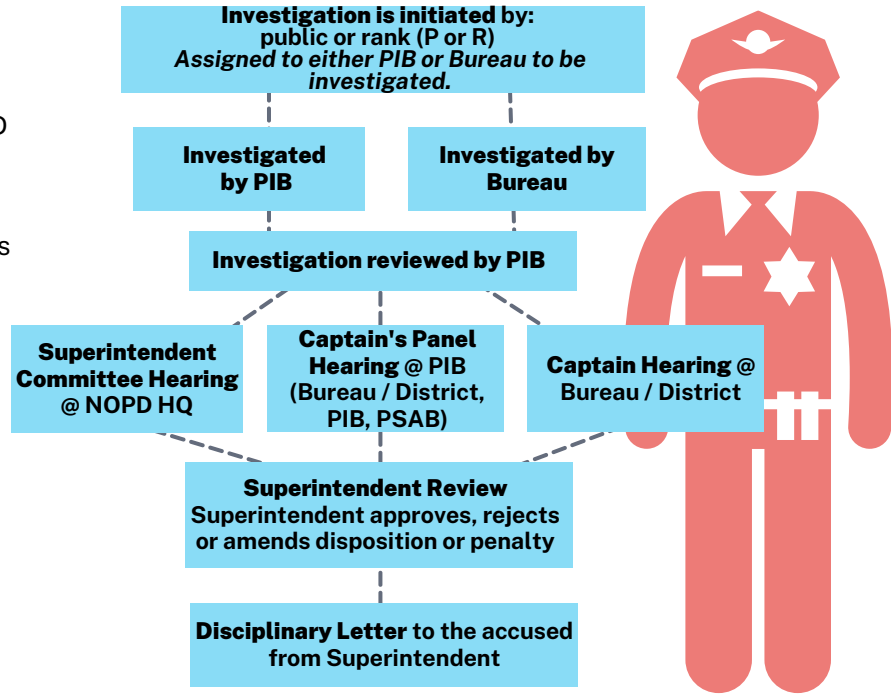 Investigation is initiated by:
public or rank (P or R)
Assigned to either PIB or Bureau to be
investigated.
Investigated
by PIB
Investigated by
Bureau
Investigation reviewed by PIB
Superintendent
Committee Hearing
@ NOPD HQ
Captain's Panel
Hearing @ PIB
(Bureau / District,
PIB, PSAB)
Captain Hearing @
Bureau / District
Superintendent Review
Superintendent approves, rejects
or amends disposition or penalty
Disciplinary Letter to the accused
from Superintendent